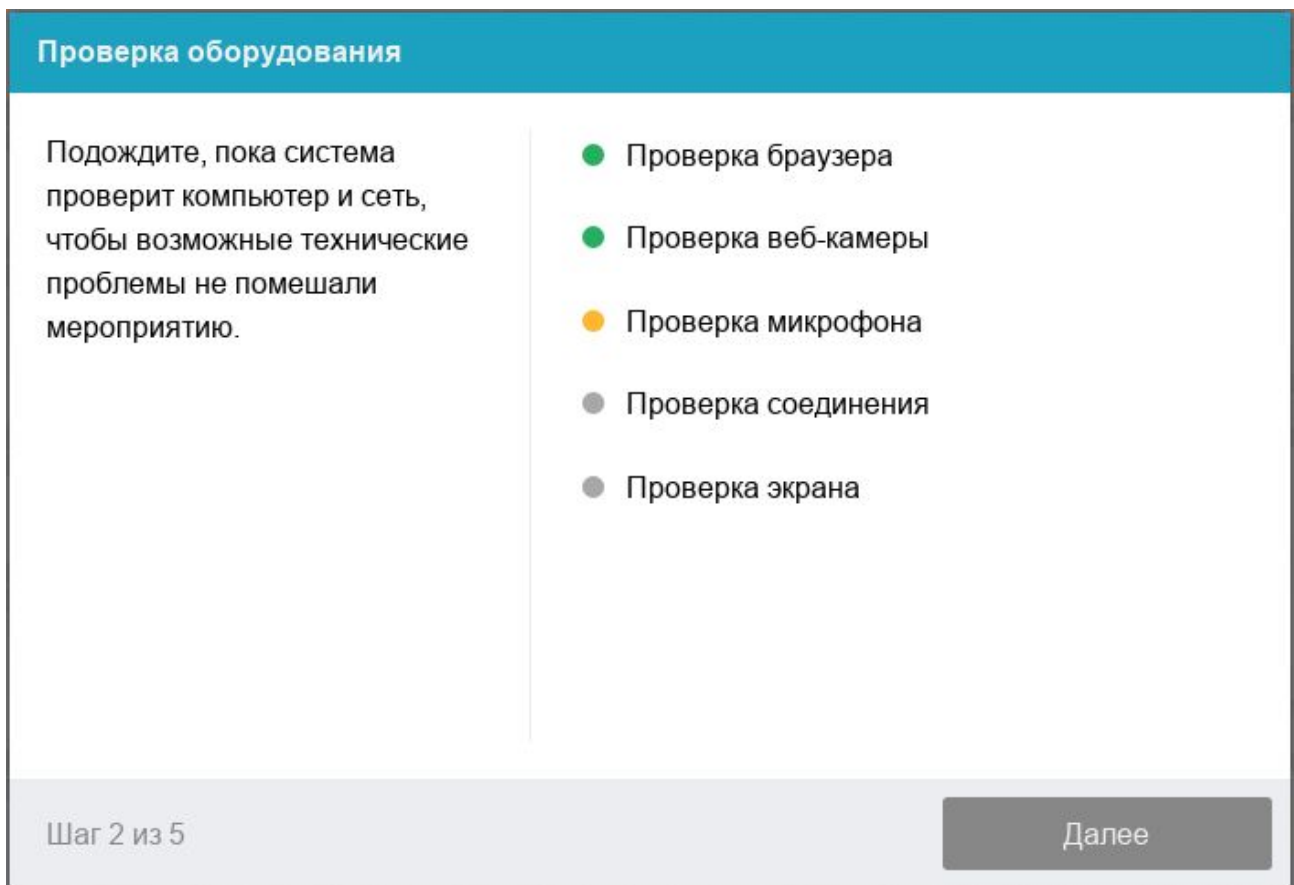 Проверка оборудования
Подождите, пока система
проверит компьютер и сеть,
чтобы возможные технические
проблемы не помешали
мероприятию.
Проверка браузера
Проверка веб-камеры
Проверка микрофона
Проверка соединения
Проверка экрана
Шаг 2 из 5
Далее